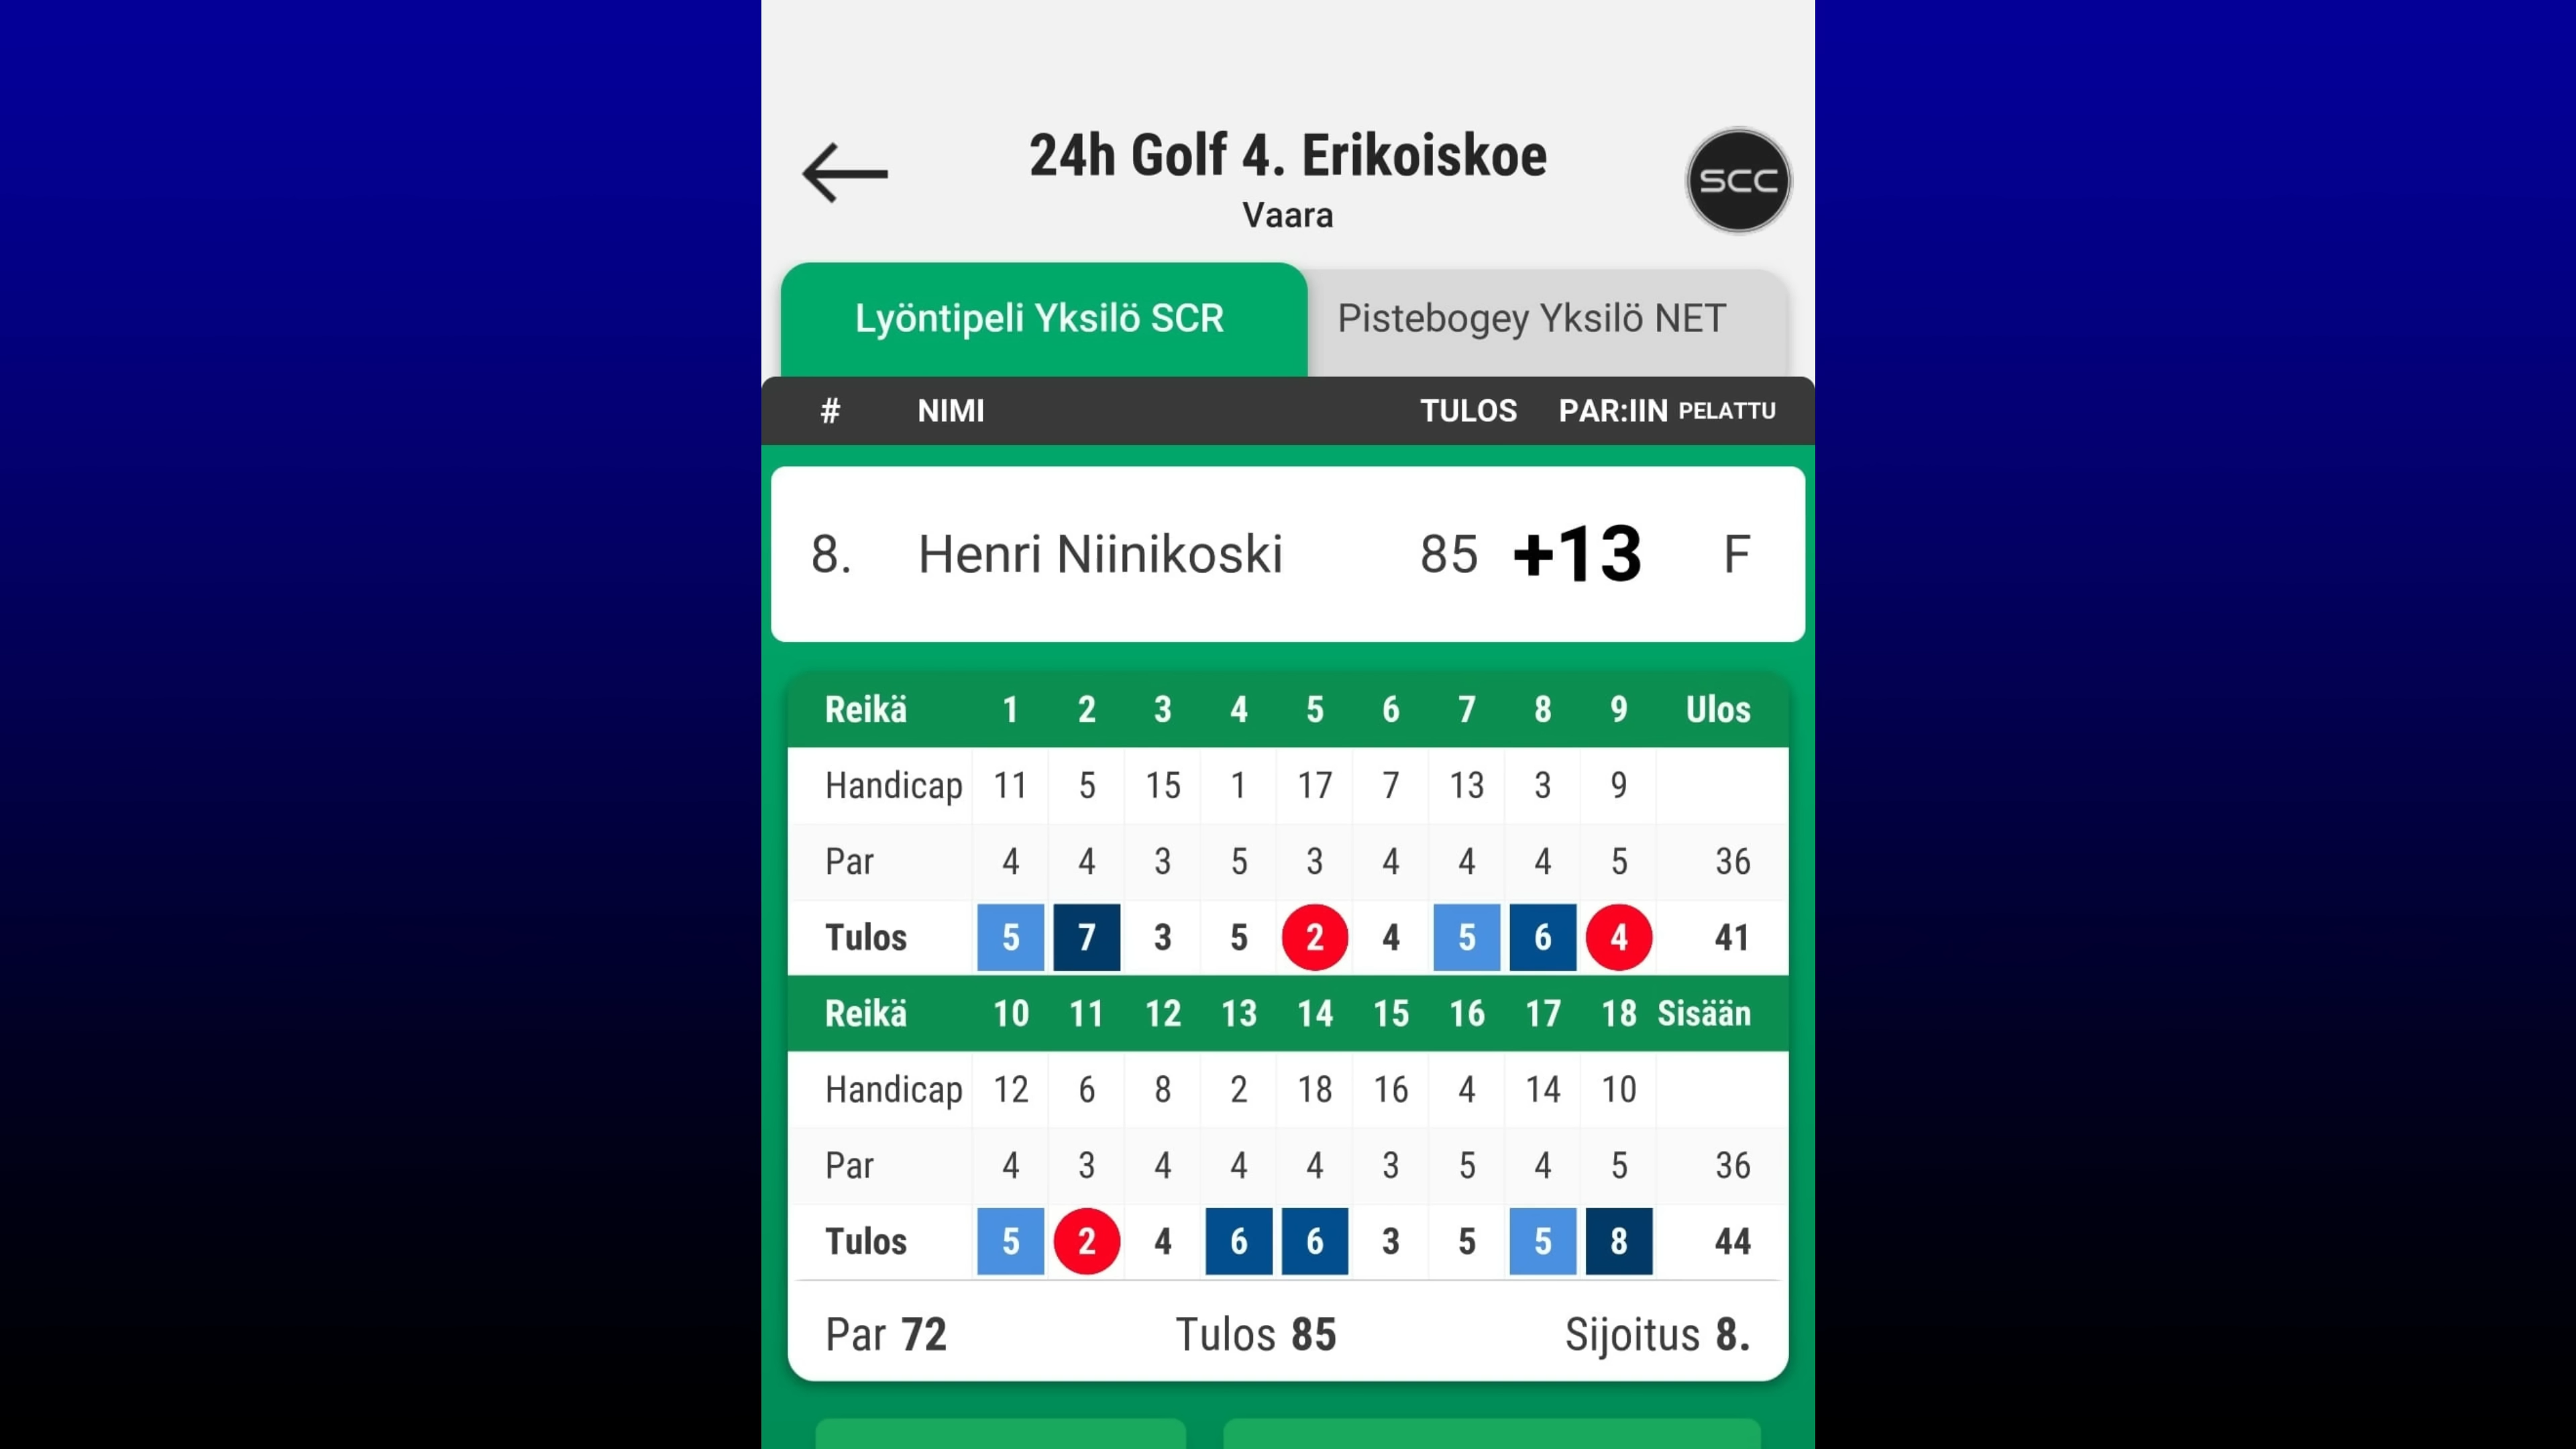 24h Golf 4. Erikoiskoe
SCC
Vaara
Lyöntipeli Yksilö SCR Pistebogey Yksilö NET
# NIMI TULOS PAR:IIN PELATTU
8. Henri Niinikoski 85 +13 F
Reikä 1 2 3 4 5 6 7 8 9 Ulos
Handicap 11 5 15 1 17 7 13 3 9
Par 4 4 3 5 3 4 4 4 5 36
Tulos 5 7 3 5 2 4 5 6 4 41
Reikä 10 11 12 13 14 15 16 17 18 Sisään
Handicap 12 6 8 2 18 16 4 14 10
Par 4 3 4 4 4 3 5 4 5 36
Tulos 5 2 4 6 6 3 5 5 8 44
Par 72 Tulos 85 Sijoitus 8.